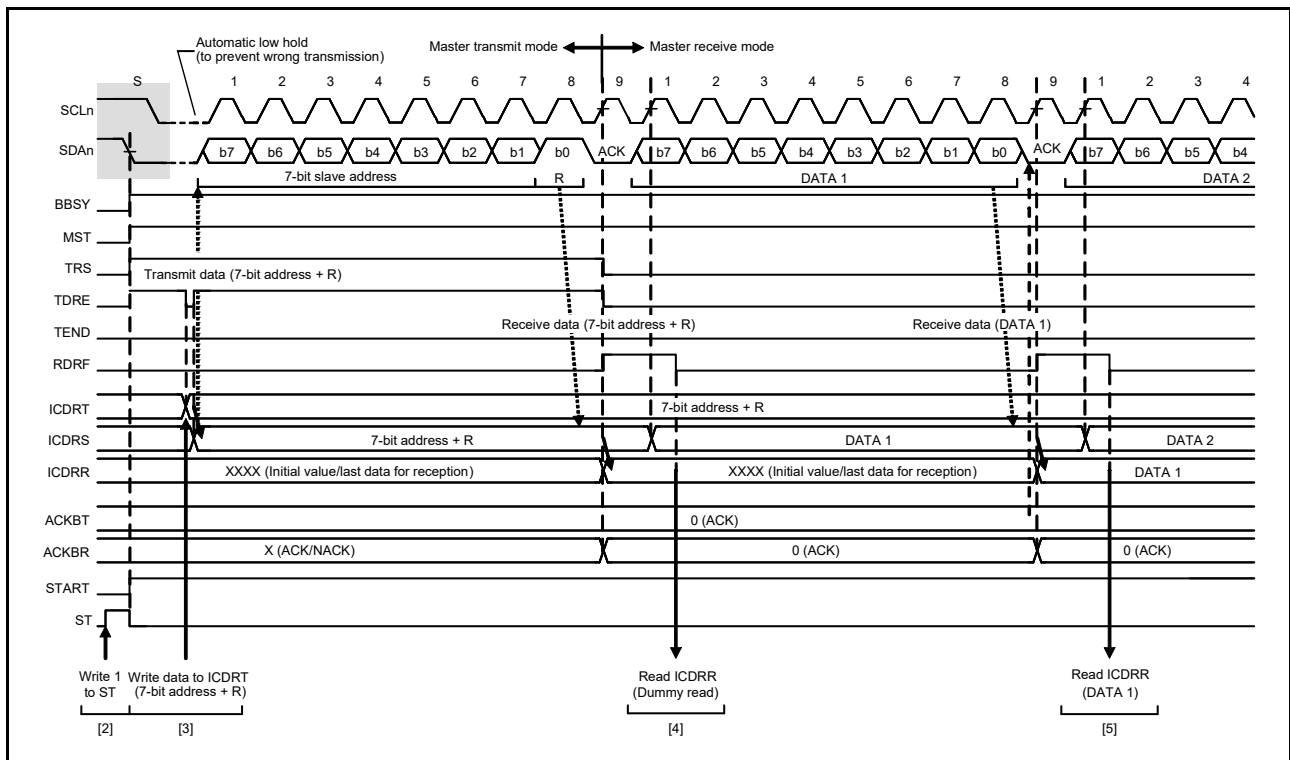 Automatic low hold
(to prevent wrong transmission)
Master transmit mode
Master receive mode
S 1 2 3 4 5 6 7 8 9 1 2 3 4 5 6 7 8 9 1 2 3 4
SCLn
SDAn b7 b6 b5 b4 b3 b2 b1 b0 ACK b7 b6 b5 b4 b3 b2 b1 b0 ACK b7 b6 b5 b4
7-bit slave address R DATA 1 DATA 2
BBSY
MST
TRS
Transmit data (7-bit address + R)
TDRE
Receive data (7-bit address + R) Receive data (DATA 1)
TEND
RDRF
ICDRT 7-bit address + R
ICDRS 7-bit address + R DATA 1 DATA 2
ICDRR XXXX (Initial value/last data for reception) XXXX (Initial value/last data for reception) DATA 1
ACKBT 0 (ACK)
ACKBR X (ACK/NACK) 0 (ACK) 0 (ACK)
START
ST
Write 1
to ST
Write data to ICDRT
(7-bit address + R)
Read ICDRR
(Dummy read)
Read ICDRR
(DATA 1)
[2] [3] [4] [5]